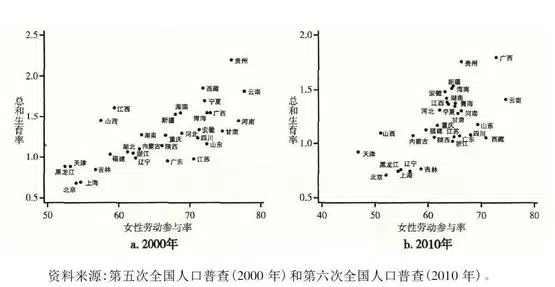 2.5
2.0
1.5
1.0
0.5
总和生育率
贵州
西藏
云南
宁夏
江西
海南
广西
新疆
青海
山西
河南
安徽
甘肃
湖南
河北
重庆
四川
湖北
山东
内蒙古
陕西
浙江
福建
辽宁
广东
江苏
天津
黑龙江
吉林
上海
北京
50
60
70
80
女性劳动参与率
a. 2000年
2.0
1.5
1.0
0.5
总和生育率
广西
贵州
新疆
海南
安徽
湖南
云南
江西
青海
河北
宁夏
河南
甘肃
山东
重庆
福建
江苏
四川
山西
内蒙古
陕西
广东
西藏
浙江
天津
黑龙江
辽宁
吉林
北京
上海
40
50
60
70
80
女性劳动参与率
b. 2010年
资料来源:第五次全国人口普查(2000 年)和第六次全国人口普查(2010 年)。